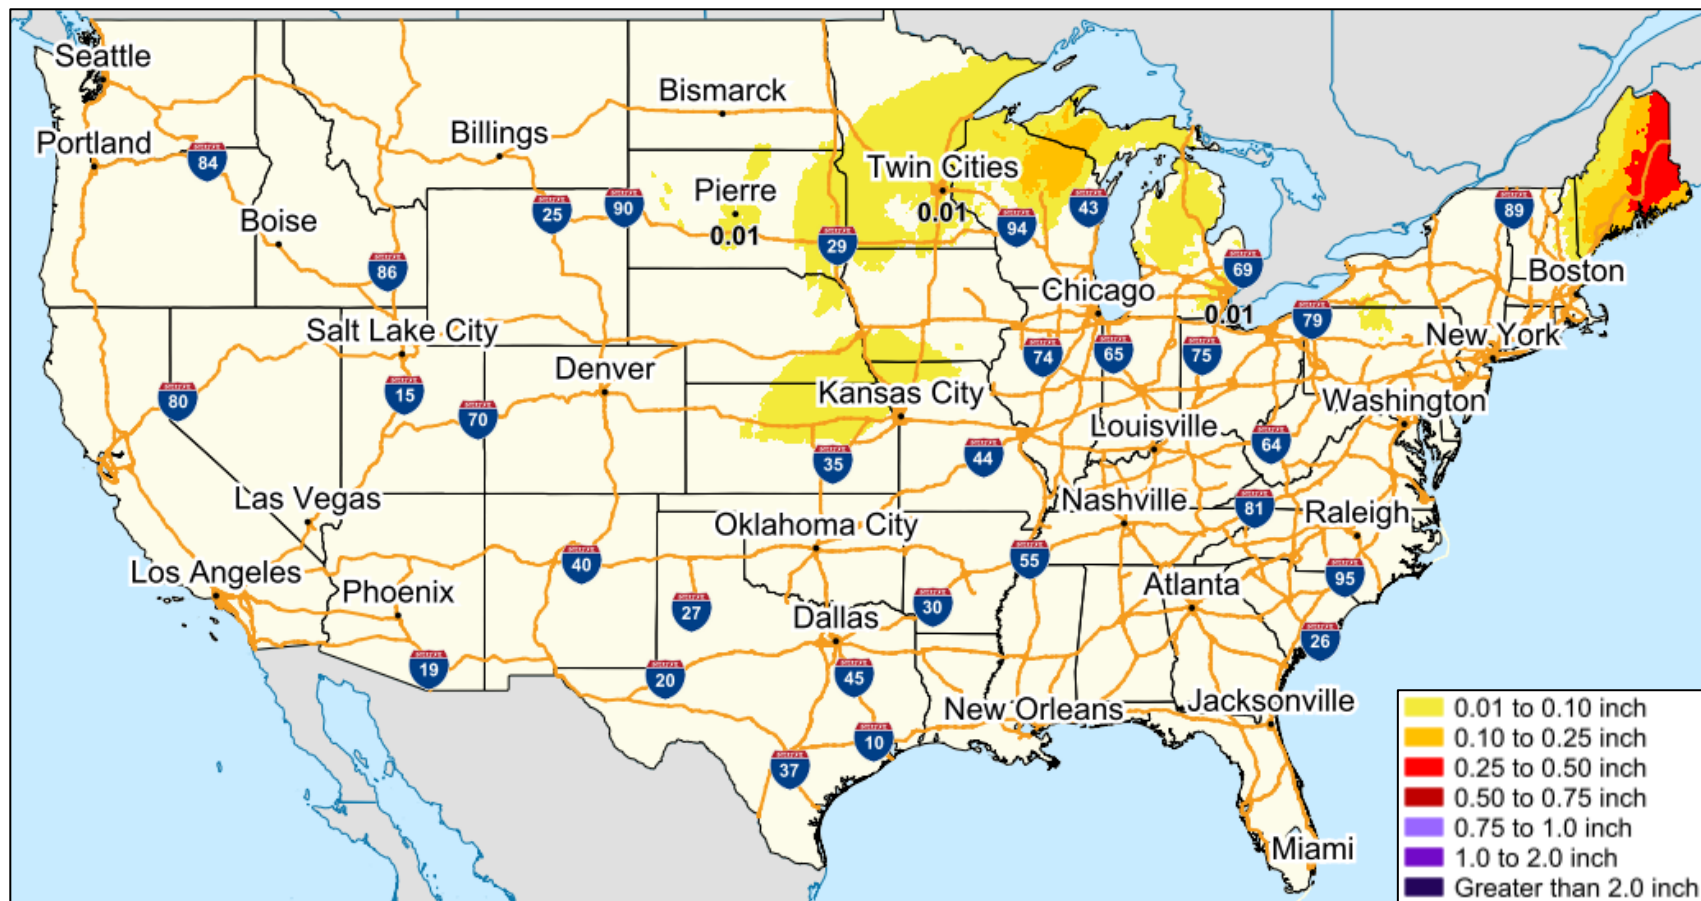 Seattle
Bismarck
Billings
Portland
84
Twin Cities
Pierre
0.01
0.01
25
90
43
89
94
Boise
29
86
69
Boston
Chicago
0.01
79
Salt Lake City
New York
74
65
75
Denver
80
15
70
Kansas City
Washington
Louisville
64
35
44
Las Vegas
Nashville
81
Raleigh
Oklahoma City
40
55
Los Angeles
Phoenix
95
Atlanta
27
30
Dallas
26
19
20
45
New Orleans
Jacksonville
10
37
Miami
0.01 to 0.10 inch
0.10 to 0.25 inch
0.25 to 0.50 inch
0.50 to 0.75 inch
0.75 to 1.0 inch
1.0 to 2.0 inch
Greater than 2.0 inch